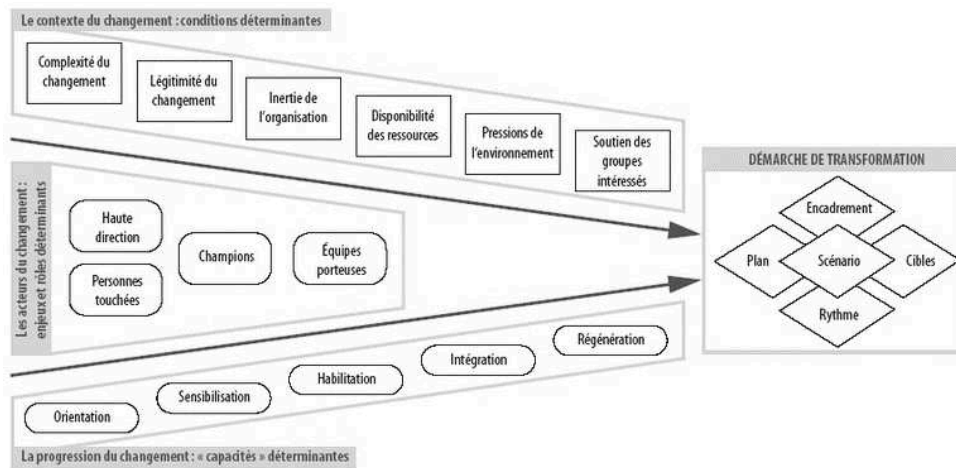 Le contexte du changement : conditions déterminantes
Complexité du
changement
Légitimité du
changement
Inertie de
l'organisation
Disponibilité
des ressources
Pressions de
l'environnement
Soutien des
groupes
intéressés
Les acteurs du changement :
enjeux et rôles déterminants
Haute
direction
Personnes
touchées
Champions
Équipes
porteuses
DÉMARCHE DE TRANSFORMATION
Encadrement
Plan
Scénario
Cibles
Rythme
Orientation
Sensibilisation
Habilitation
Intégration
Régénération
La progression du changement : « capacités » déterminantes